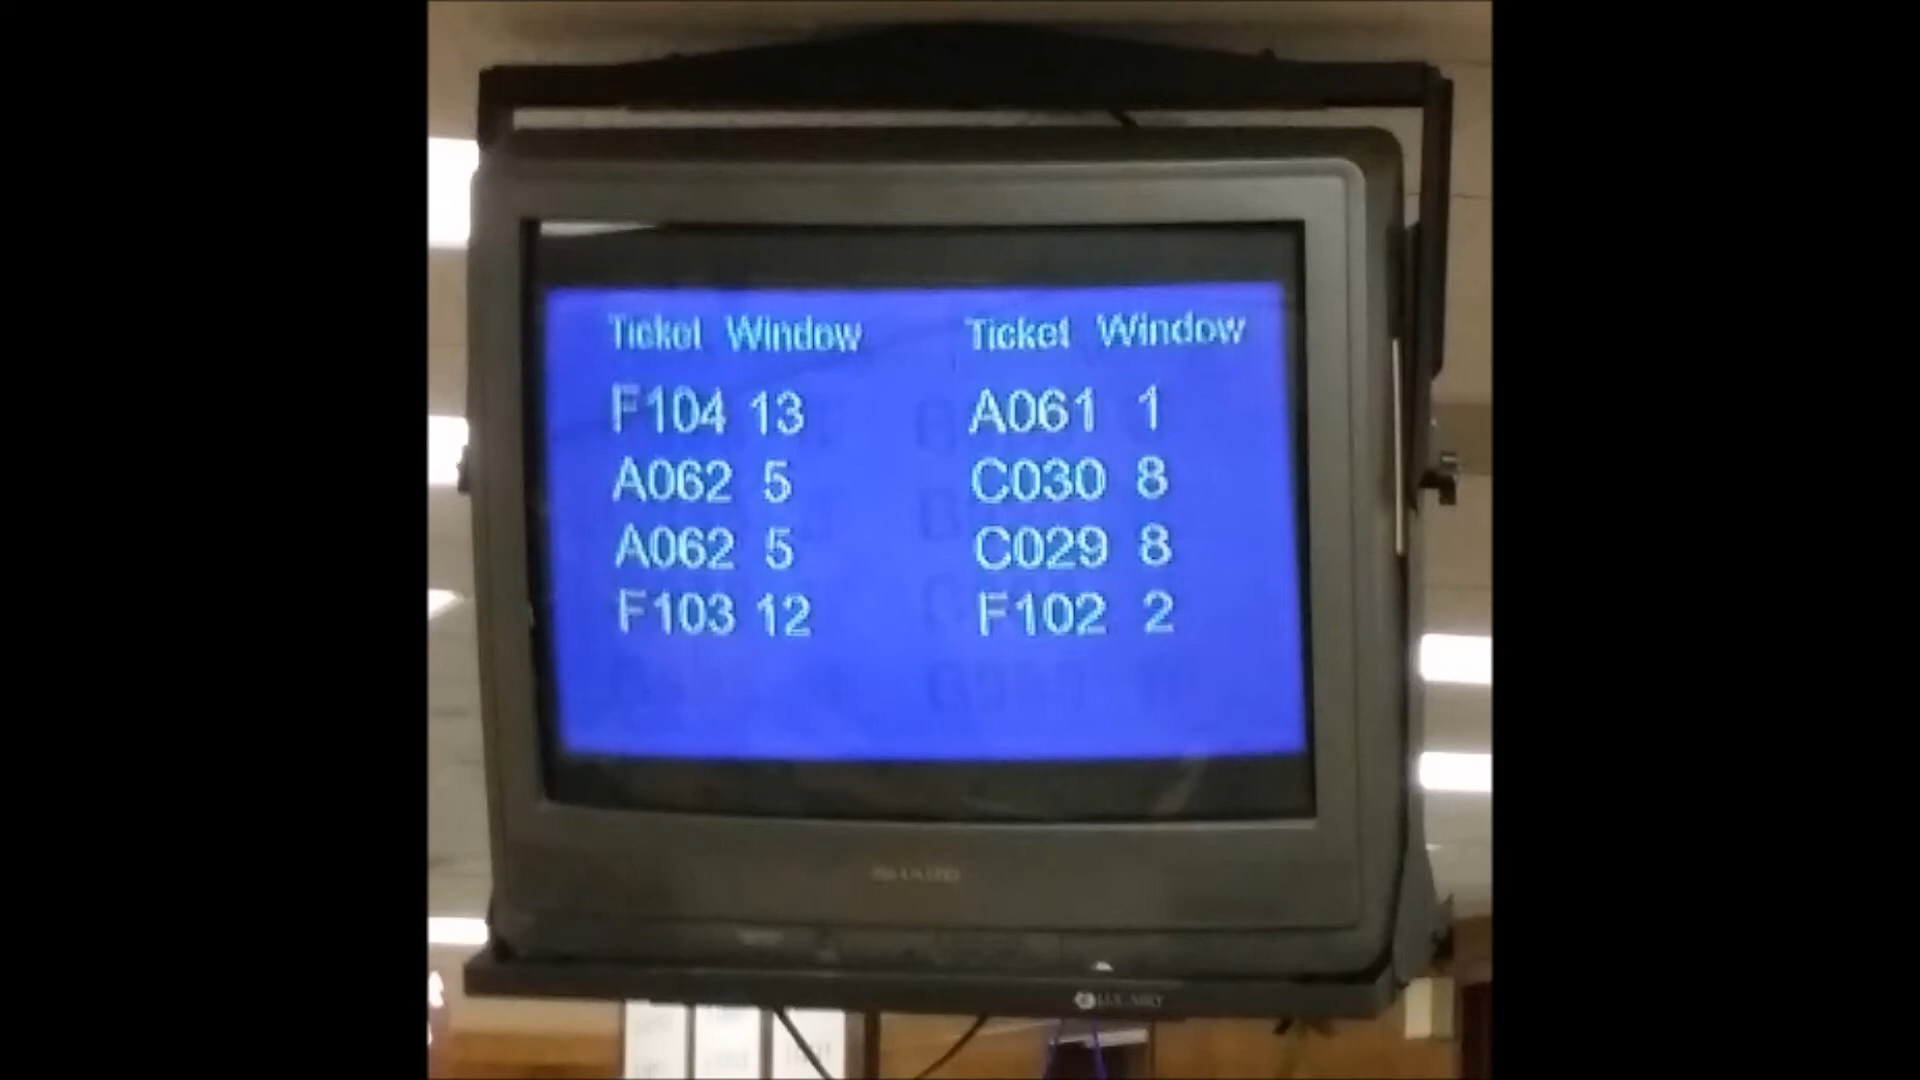 Ticket Window Ticket Window
F104 13 A061 1
A062 5 C030 8
A062 5 C029 8
F103 12 F102 2
SHARP